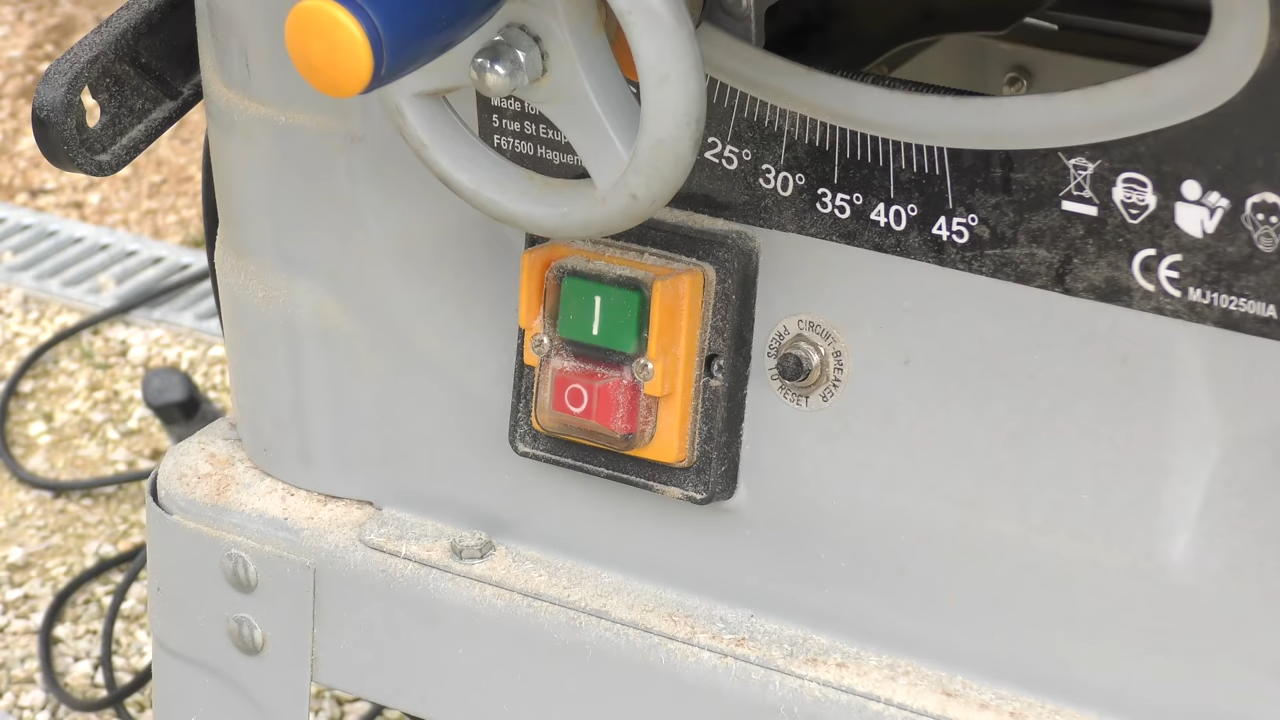 Made for
5 rue St Exup
F67500 Haguen
25° 30° 35° 40° 45°
CE
MJ10250IIA
I
O
CIRCUIT-BREAKER
PRESS TO RESET